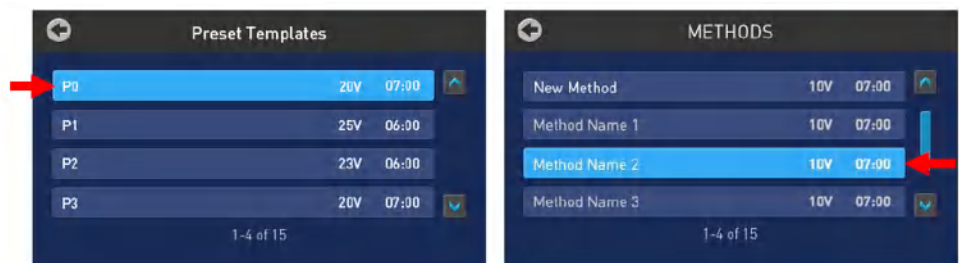 Preset Templates
P0 20V 07:00
P1 25V 06:00
P2 23V 06:00
P3 20V 07:00
1-4 of 15
METHODS
New Method 10V 07:00
Method Name 1 10V 07:00
Method Name 2 10V 07:00
Method Name 3 10V 07:00
1-4 of 15